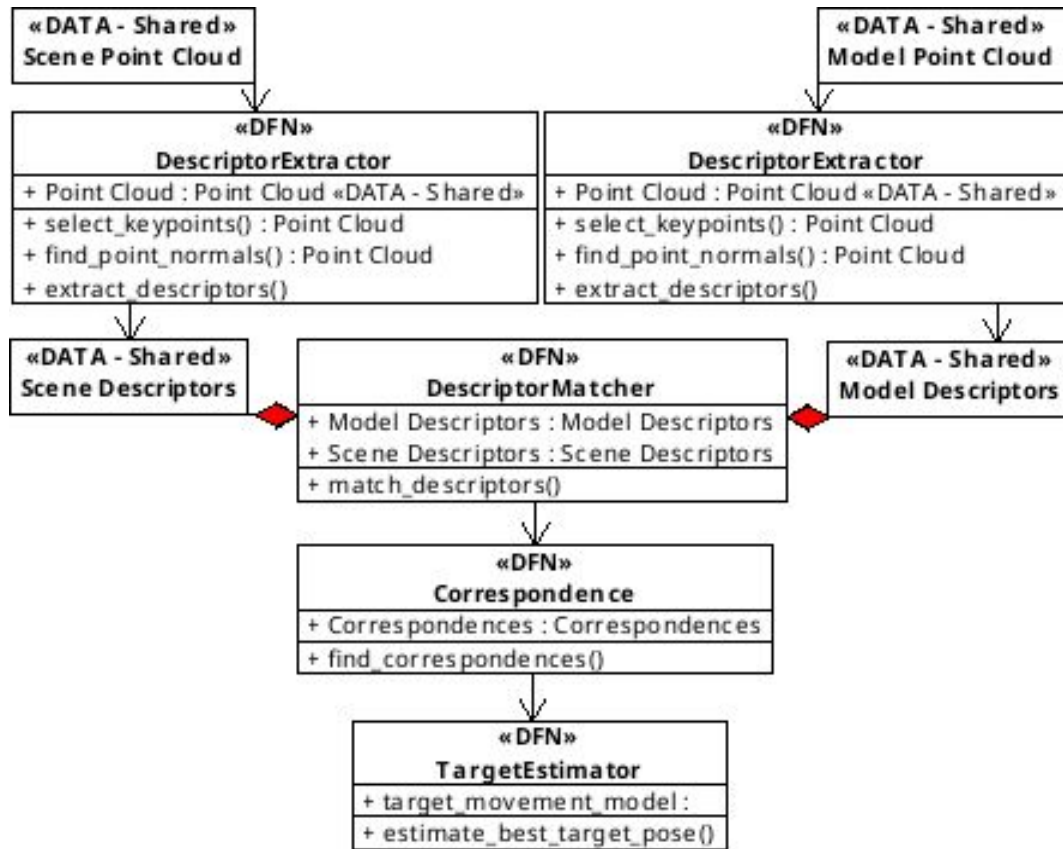 «DATA - Shared»
Scene Point Cloud
«DATA - Shared»
Model Point Cloud
«DFN»
DescriptorExtractor
+ Point Cloud : Point Cloud «DATA - Shared»
+ select_keypoints() : Point Cloud
+ find_point_normals() : Point Cloud
+ extract_descriptors()
«DFN»
DescriptorExtractor
+ Point Cloud : Point Cloud «DATA - Shared»
+ select_keypoints() : Point Cloud
+ find_point_normals() : Point Cloud
+ extract_descriptors()
«DATA - Shared»
Scene Descriptors
«DFN»
DescriptorMatcher
+ Model Descriptors : Model Descriptors
+ Scene Descriptors : Scene Descriptors
+ match_descriptors()
«DATA - Shared»
Model Descriptors
«DFN»
Correspondence
+ Correspondences : Correspondences
+ find_correspondences()
«DFN»
TargetEstimator
+ target_movement_model :
+ estimate_best_target_pose()